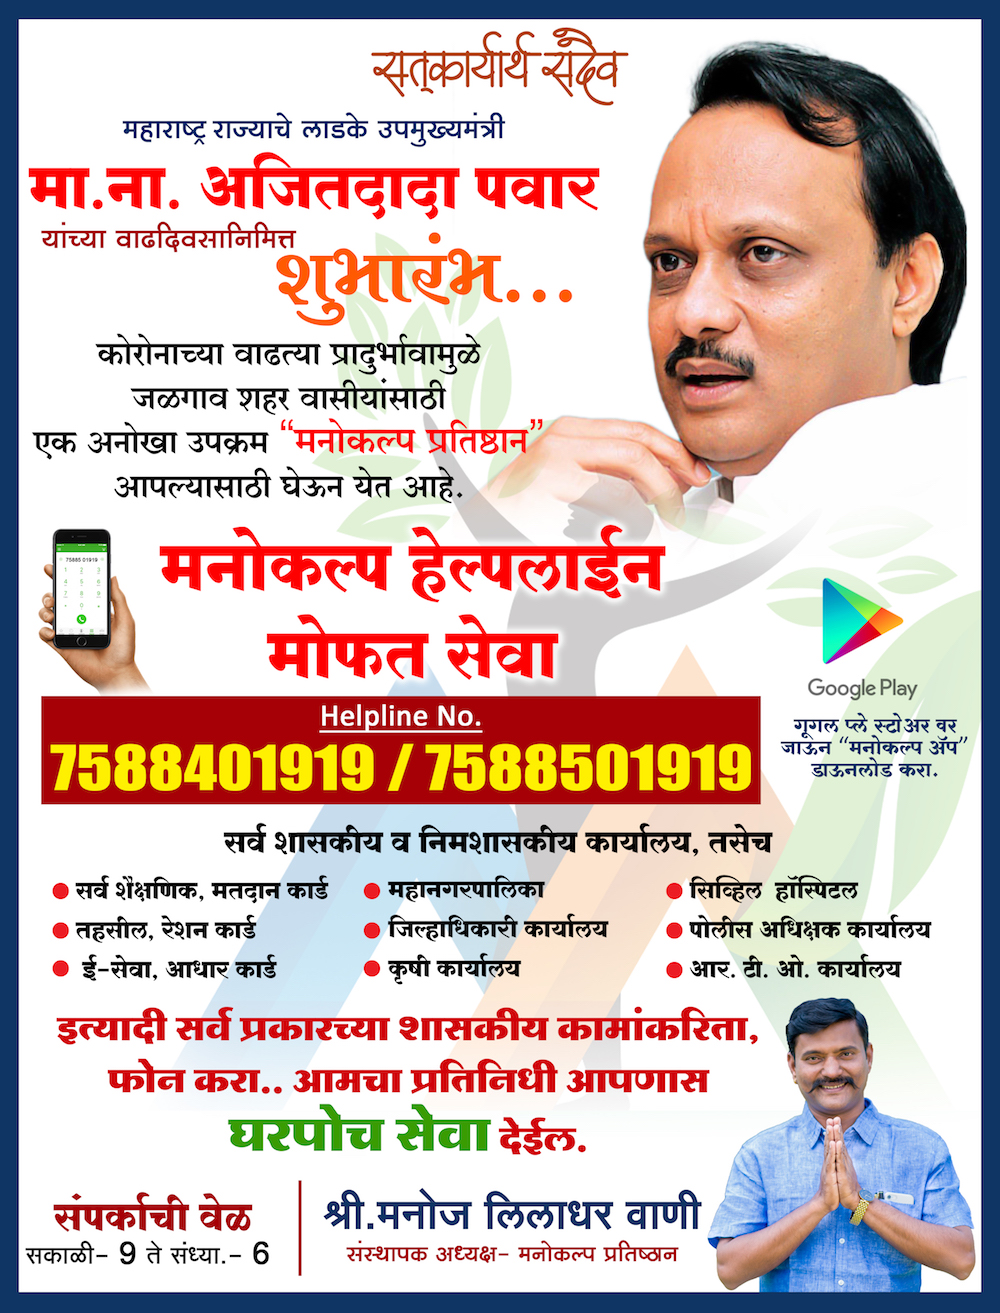 सत्कार्यार्थ सदैव
महाराष्ट्र राज्याचे लाडके उपमुख्यमंत्री
मा.ना. अजितदादा पवार
यांच्या वाढदिवसानिमित्त
शुभारंभ...
कोरोनाच्या वाढत्या प्रादुर्भावामुळे
जळगाव शहर वासीयांसाठी
एक अनोखा उपक्रम “मनोकल्प प्रतिष्ठान”
आपल्यासाठी घेऊन येत आहे.
75885 01919
मनोकल्प हेल्पलाईन
मोफत सेवा
Google Play
गूगल प्ले स्टोअर वर
जाऊन “मनोकल्प ॲप”
डाऊनलोड करा.
Helpline No.
7588401919 / 7588501919
सर्व शासकीय व निमशासकीय कार्यालय, तसेच
● सर्व शैक्षणिक, मतदान कार्ड
● तहसील, रेशन कार्ड
● ई-सेवा, आधार कार्ड
● महानगरपालिका
● जिल्हाधिकारी कार्यालय
● कृषी कार्यालय
● सिव्हिल हॉस्पिटल
● पोलीस अधिक्षक कार्यालय
● आर. टी. ओ. कार्यालय
इत्यादी सर्व प्रकारच्या शासकीय कामांकरिता,
फोन करा.. आमचा प्रतिनिधी आपणास
घरपोच सेवा देईल.
संपर्काची वेळ
सकाळी- 9 ते संध्या.- 6
श्री.मनोज लिलाधर वाणी
संस्थापक अध्यक्ष- मनोकल्प प्रतिष्ठान